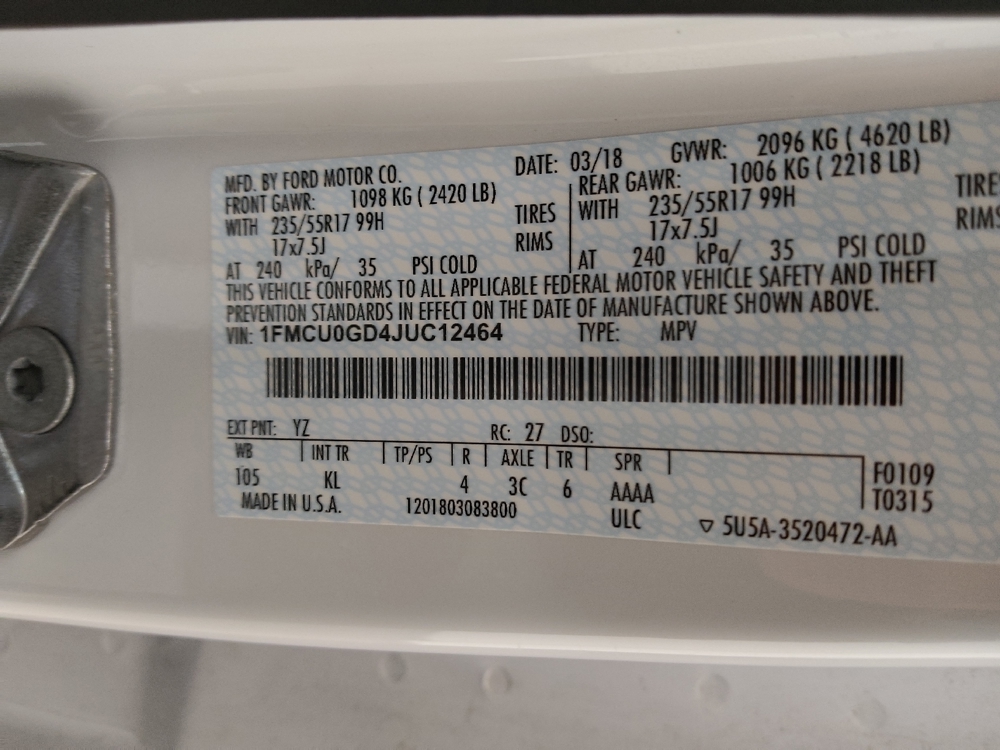 MFD. BY FORD MOTOR CO. DATE: 03/18 GVWR: 2096 KG ( 4620 LB)
FRONT GAWR: 1098 KG ( 2420 LB) REAR GAWR: 1006 KG ( 2218 LB)
WITH 235/55R17 99H TIRES WITH 235/55R17 99H TIRES
17x7.5J RIMS 17x7.5J RIMS
AT 240 kPa/ 35 PSI COLD AT 240 kPa/ 35 PSI COLD
THIS VEHICLE CONFORMS TO ALL APPLICABLE FEDERAL MOTOR VEHICLE SAFETY AND THEFT
PREVENTION STANDARDS IN EFFECT ON THE DATE OF MANUFACTURE SHOWN ABOVE.
VIN: 1FMCU0GD4JUC12464 TYPE: MPV
EXT PNT: YZ RC: 27 DSO:
WB INT TR TP/PS R AXLE TR SPR F0109
105 KL 4 3C 6 AAAA T0315
MADE IN U.S.A. 1201803083800 ULC ▽ 5U5A-3520472-AA